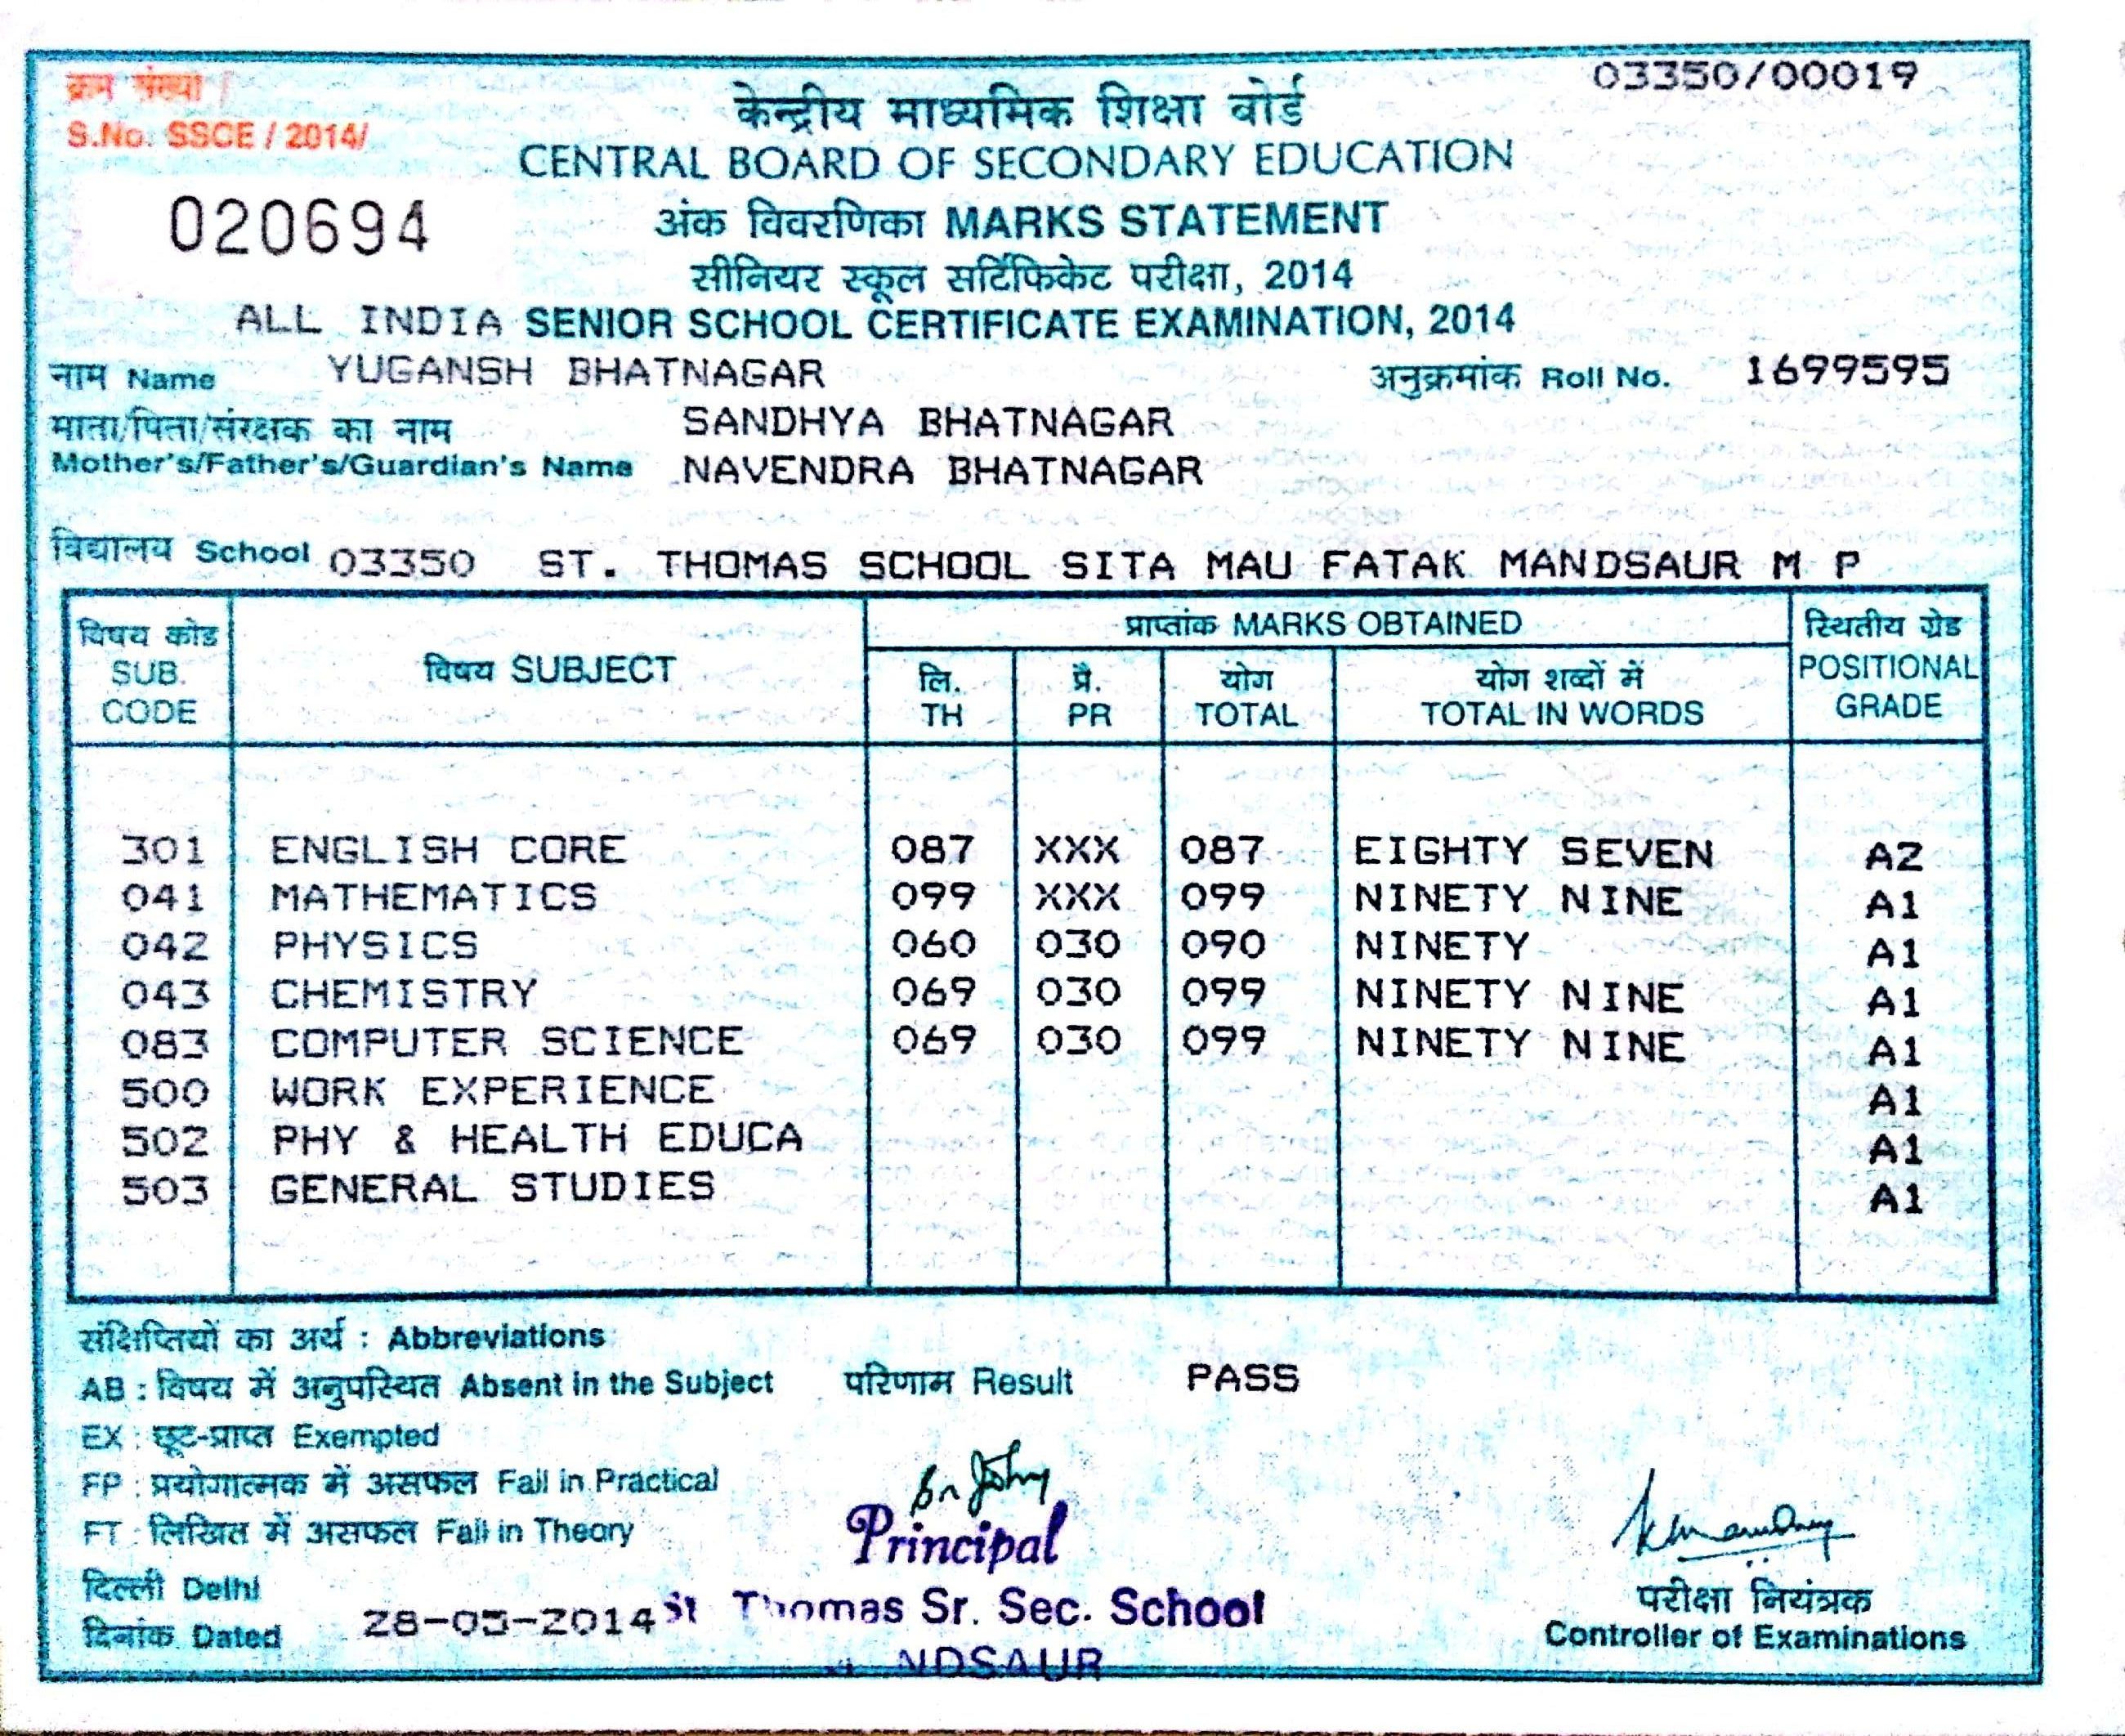 क्रम संख्या
S.No. SSCE / 2014/
020694
03350/00019
केन्द्रीय माध्यमिक शिक्षा बोर्ड
CENTRAL BOARD OF SECONDARY EDUCATION
अंक विवरणिका MARKS STATEMENT
सीनियर स्कूल सर्टिफिकेट परीक्षा, 2014
ALL INDIA SENIOR SCHOOL CERTIFICATE EXAMINATION, 2014
नाम Name YUGANSH BHATNAGAR अनुक्रमांक Roll No. 1699595
माता/पिता/संरक्षक का नाम SANDHYA BHATNAGAR
Mother's/Father's/Guardian's Name NAVENDRA BHATNAGAR
विद्यालय School 03350 ST. THOMAS SCHOOL SITA MAU FATAK MANDSAUR M P
विषय कोड SUB. CODE विषय SUBJECT प्राप्तांक MARKS OBTAINED स्थितीय ग्रेड POSITIONAL GRADE
लि. TH प्रै. PR योग TOTAL योग शब्दों में TOTAL IN WORDS
301 ENGLISH CORE 087 XXX 087 EIGHTY SEVEN A2
041 MATHEMATICS 099 XXX 099 NINETY NINE A1
042 PHYSICS 060 030 090 NINETY A1
043 CHEMISTRY 069 030 099 NINETY NINE A1
083 COMPUTER SCIENCE 069 030 099 NINETY NINE A1
500 WORK EXPERIENCE A1
502 PHY & HEALTH EDUCA A1
503 GENERAL STUDIES A1
संक्षिप्तियों का अर्थ : Abbreviations
AB : विषय में अनुपस्थित Absent in the Subject परिणाम Result PASS
EX : छूट-प्राप्त Exempted
FP : प्रयोगात्मक में असफल Fail in Practical
FT : लिखित में असफल Fail in Theory
Principal
St Thomas Sr. Sec. School
NDSAUR
दिल्ली Delhi
दिनांक Dated 28-05-2014
परीक्षा नियंत्रक
Controller of Examinations